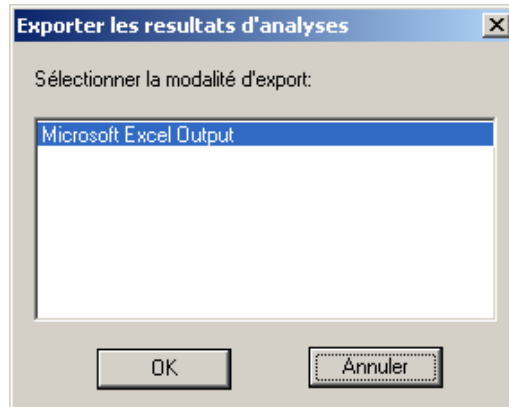 Exporter les resultats d'analyses
Sélectionner la modalité d'export:
Microsoft Excel Output
OK
Annuler